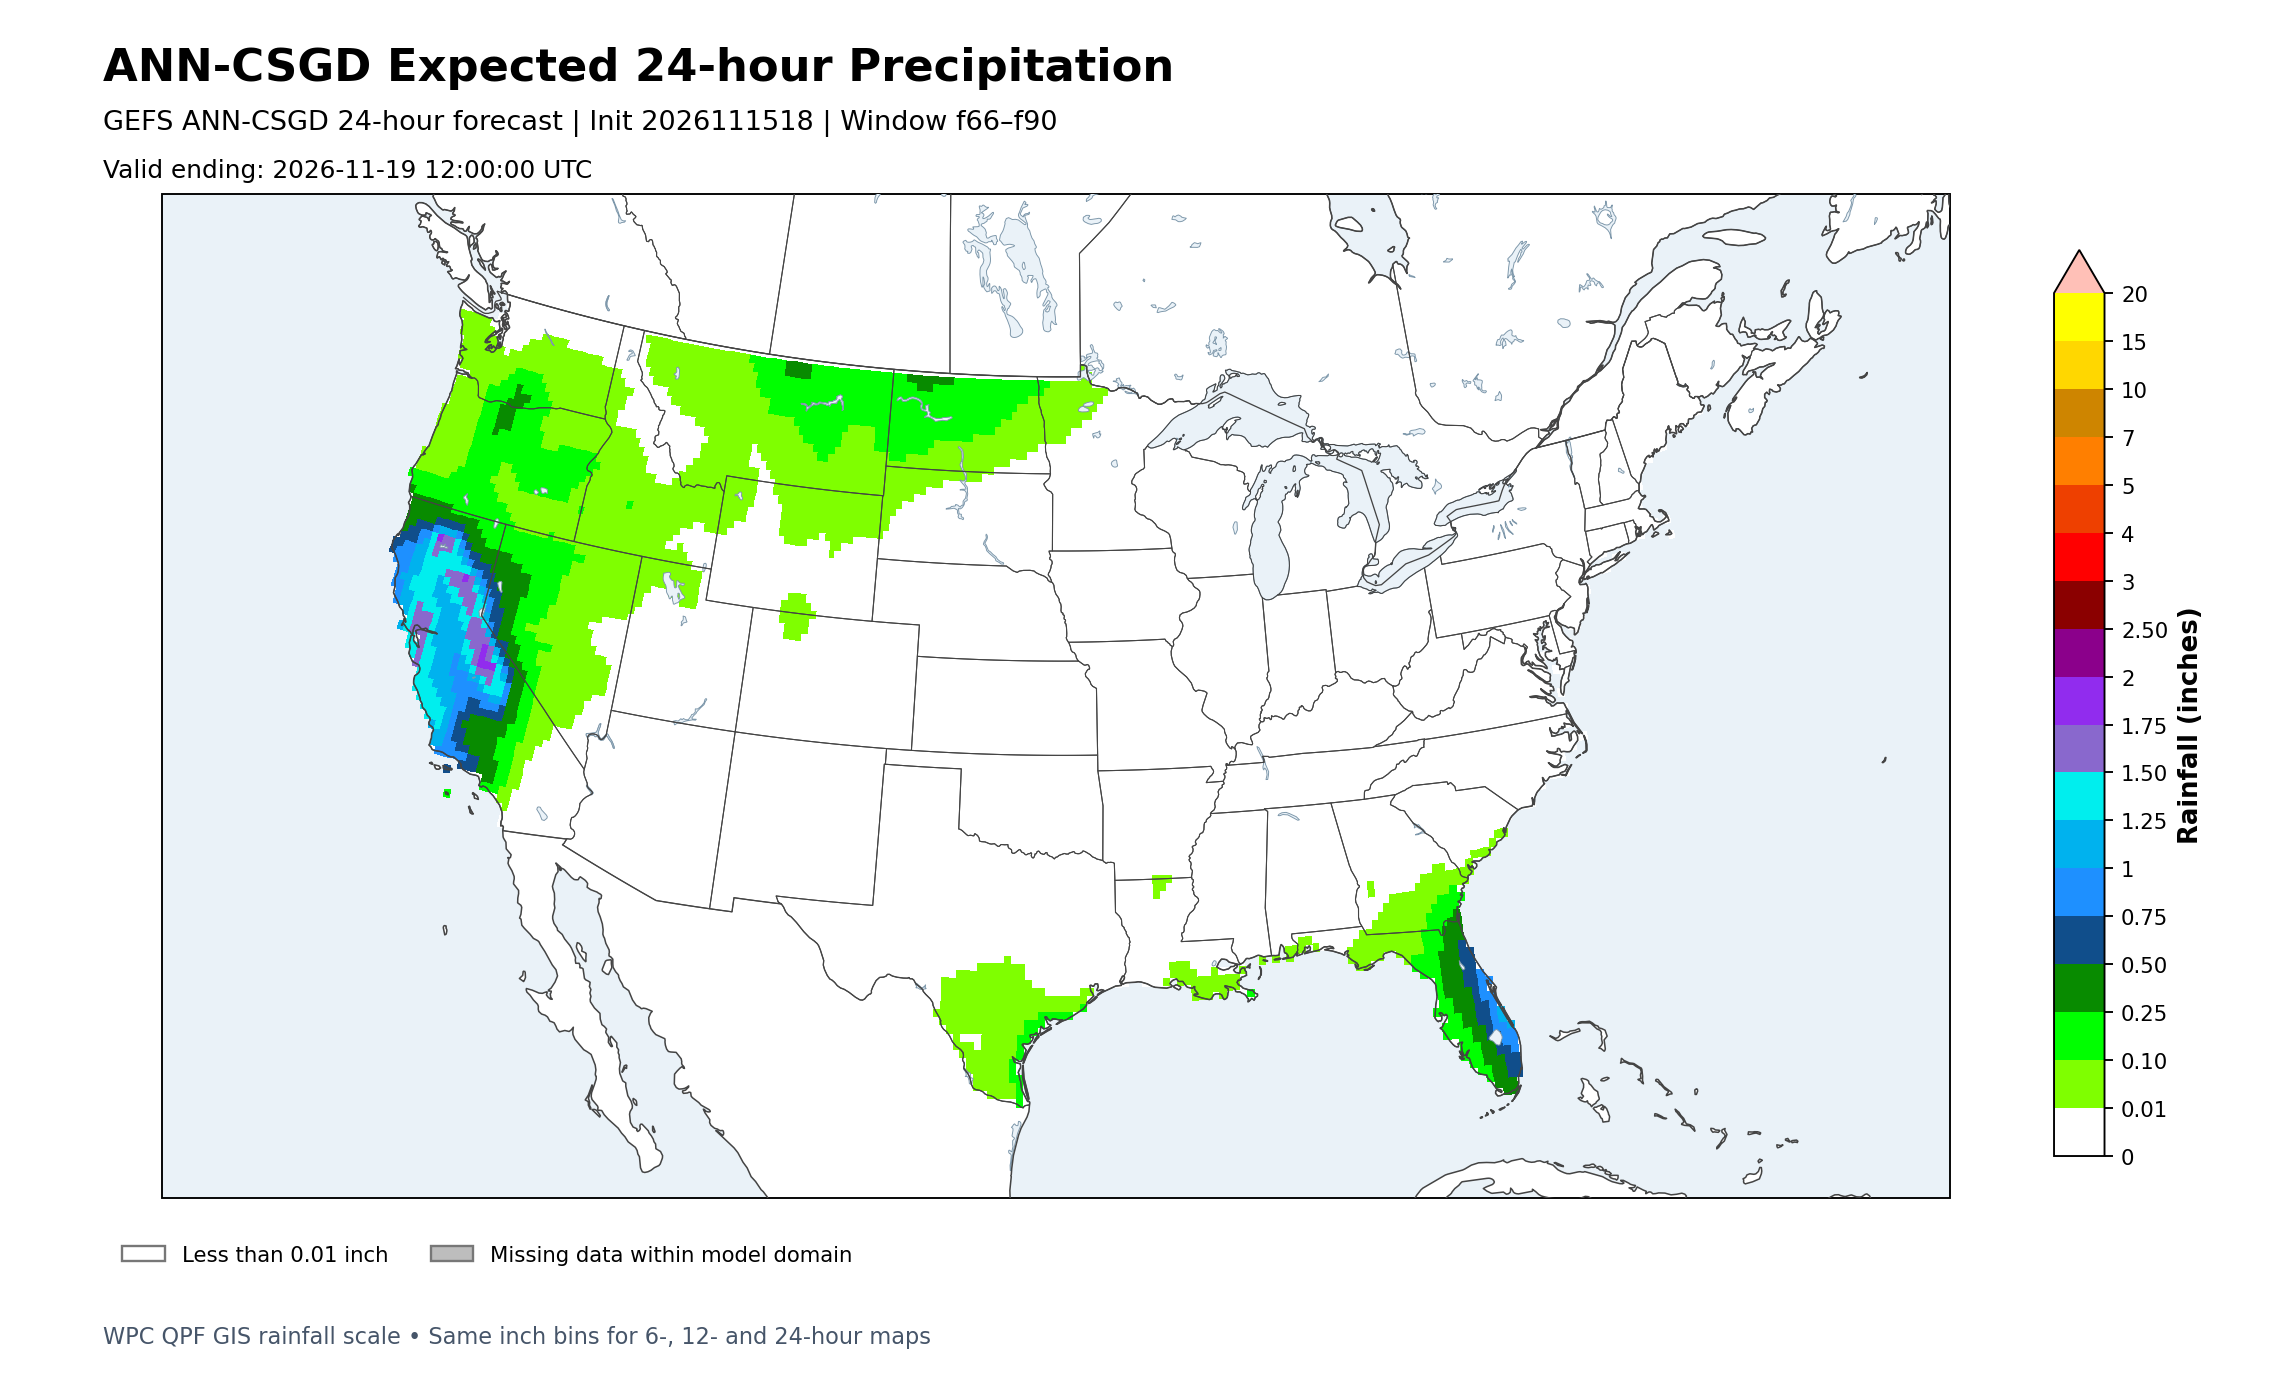 ANN-CSGD Expected 24-hour Precipitation
GEFS ANN-CSGD 24-hour forecast | Init 2026111518 | Window f66–f90
Valid ending: 2026-11-19 12:00:00 UTC
20
15
10
7
5
4
3
2.50
2
1.75
1.50
1.25
1
0.75
0.50
0.25
0.10
0.01
0
Rainfall (inches)
Less than 0.01 inch
Missing data within model domain
WPC QPF GIS rainfall scale • Same inch bins for 6-, 12- and 24-hour maps